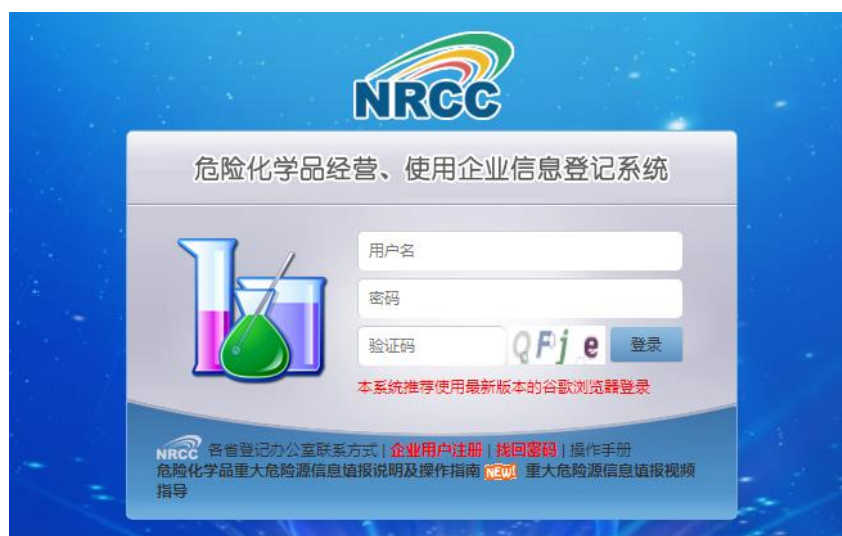 NRCC
危险化学品经营、使用企业信息登记系统
用户名
密码
验证码 QFje 登录
本系统推荐使用最新版本的谷歌浏览器登录
NRCC 各省登记办公室联系方式 | 企业用户注册 | 找回密码 | 操作手册
危险化学品重大危险源信息填报说明及操作指南 NEW! 重大危险源信息填报视频
指导